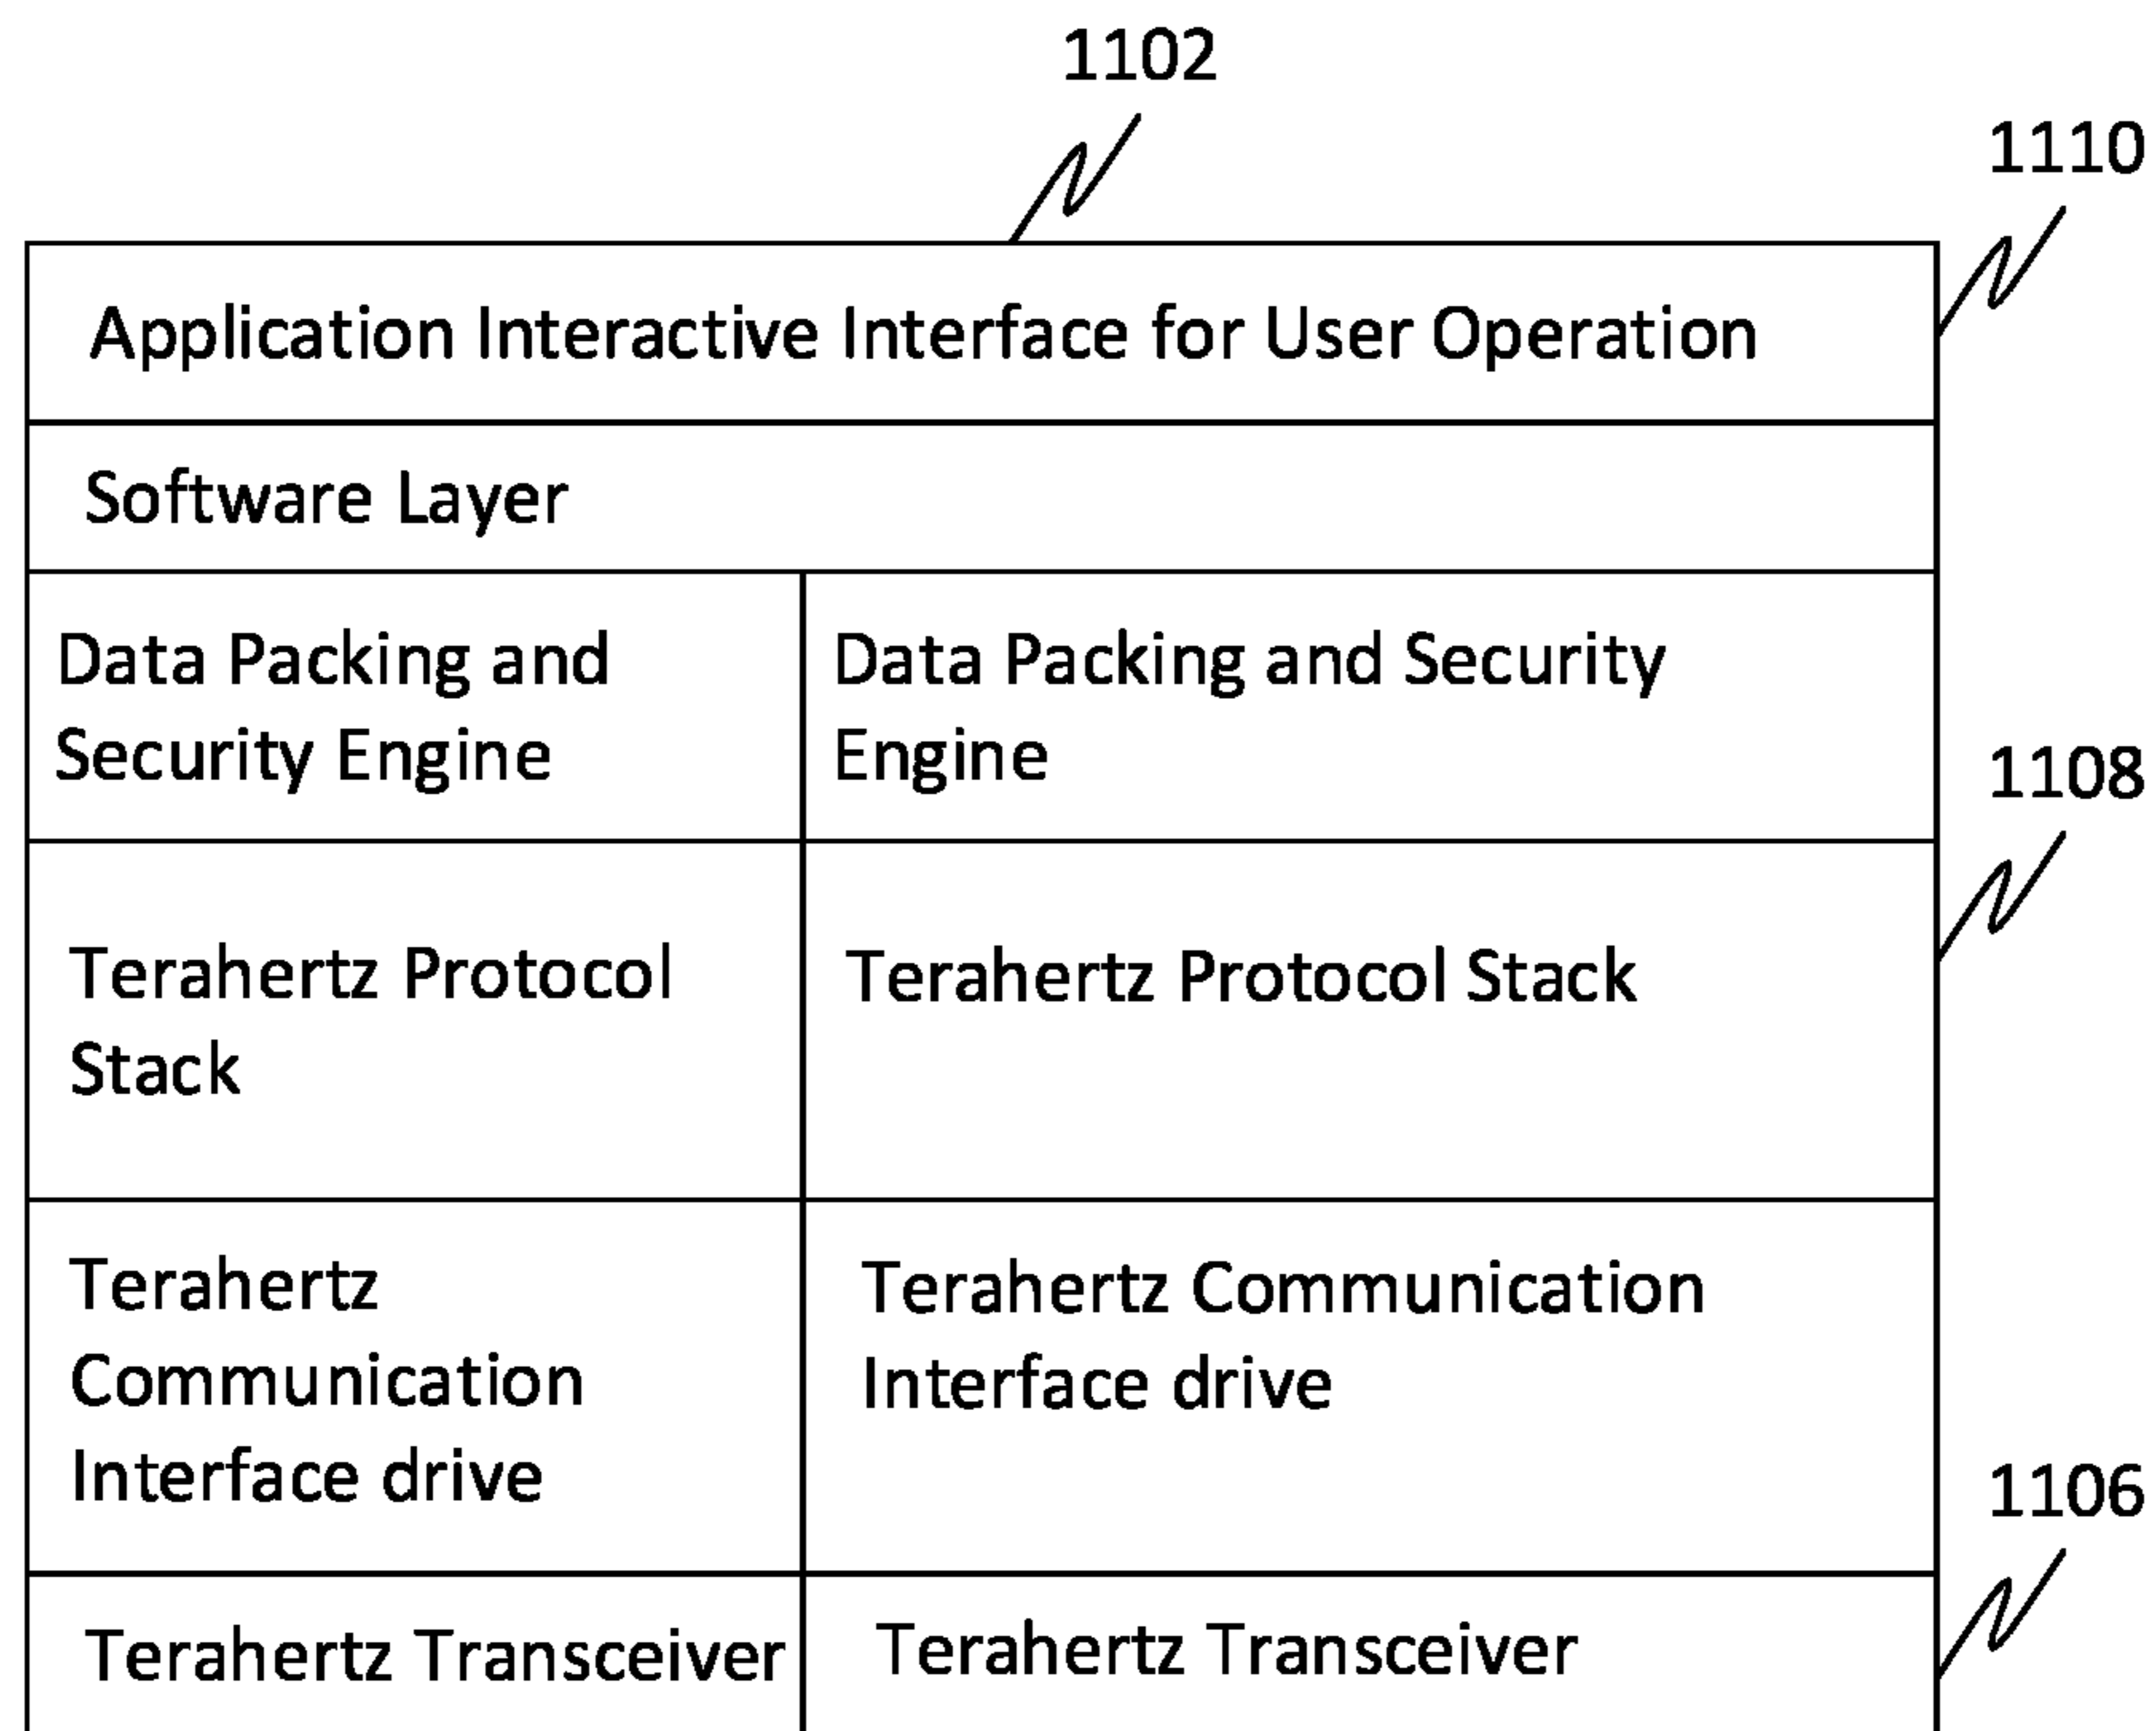 1102
1110
Application Interactive Interface for User Operation
Software Layer
Data Packing and
Security Engine
Data Packing and Security
Engine
1108
Terahertz Protocol
Stack
Terahertz Protocol Stack
Terahertz
Communication
Interface drive
Terahertz Communication
Interface drive
1106
Terahertz Transceiver
Terahertz Transceiver